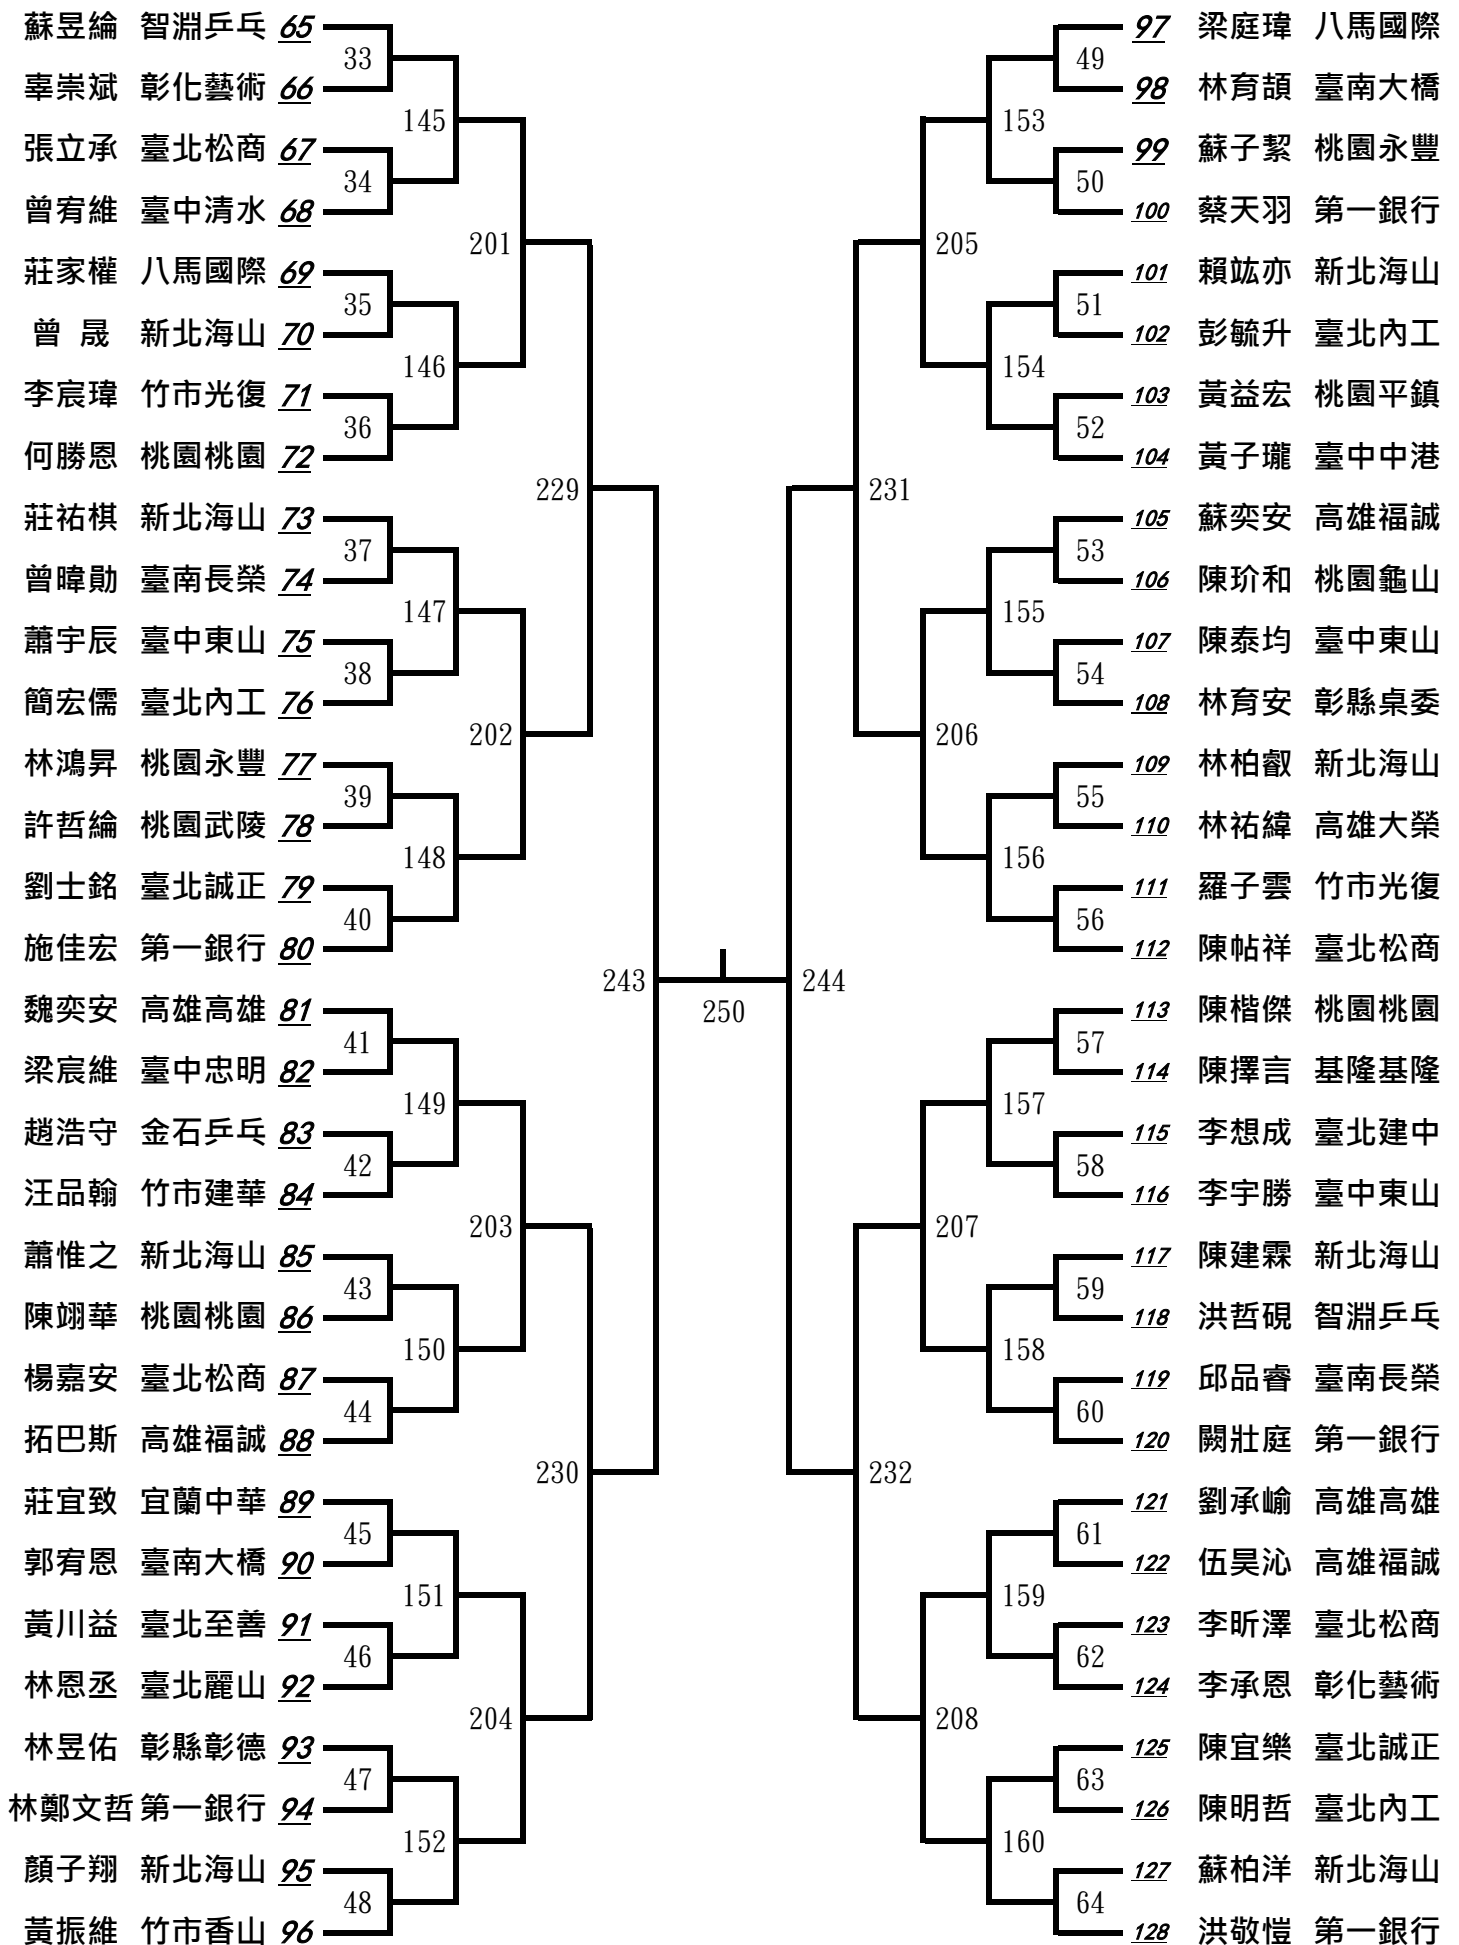 蘇昱綸 智淵乒乓 65
33
辜崇斌 彰化藝術 66
145
張立承 臺北松商 67
34
曾宥維 臺中清水 68
201
莊家權 八馬國際 69
35
曾 晟 新北海山 70
146
李宸瑋 竹市光復 71
36
何勝恩 桃園桃園 72
229
莊祐棋 新北海山 73
37
曾暐勛 臺南長榮 74
147
蕭宇辰 臺中東山 75
38
簡宏儒 臺北內工 76
202
林鴻昇 桃園永豐 77
39
許哲綸 桃園武陵 78
148
劉士銘 臺北誠正 79
40
施佳宏 第一銀行 80
243
魏奕安 高雄高雄 81
41
梁宸維 臺中忠明 82
149
趙浩守 金石乒乓 83
42
汪品翰 竹市建華 84
203
蕭惟之 新北海山 85
43
陳翊華 桃園桃園 86
150
楊嘉安 臺北松商 87
44
拓巴斯 高雄福誠 88
230
莊宜致 宜蘭中華 89
45
郭宥恩 臺南大橋 90
151
黃川益 臺北至善 91
46
林恩丞 臺北麗山 92
204
林昱佑 彰縣彰德 93
47
林鄭文哲 第一銀行 94
152
顏子翔 新北海山 95
48
黃振維 竹市香山 96
250
97 梁庭瑋 八馬國際
49
98 林育頡 臺南大橋
153
99 蘇子絜 桃園永豐
50
100 蔡天羽 第一銀行
205
101 賴竑亦 新北海山
51
102 彭毓升 臺北內工
154
103 黃益宏 桃園平鎮
52
104 黃子瓏 臺中中港
231
105 蘇奕安 高雄福誠
53
106 陳玠和 桃園龜山
155
107 陳泰均 臺中東山
54
108 林育安 彰縣桌委
206
109 林柏叡 新北海山
55
110 林祐緯 高雄大榮
156
111 羅子雲 竹市光復
56
112 陳帖祥 臺北松商
244
113 陳楷傑 桃園桃園
57
114 陳擇言 基隆基隆
157
115 李想成 臺北建中
58
116 李宇勝 臺中東山
207
117 陳建霖 新北海山
59
118 洪哲硯 智淵乒乓
158
119 邱品睿 臺南長榮
60
120 闕壯庭 第一銀行
232
121 劉承崳 高雄高雄
61
122 伍昊沁 高雄福誠
159
123 李昕澤 臺北松商
62
124 李承恩 彰化藝術
208
125 陳宜樂 臺北誠正
63
126 陳明哲 臺北內工
160
127 蘇柏洋 新北海山
64
128 洪敬愷 第一銀行